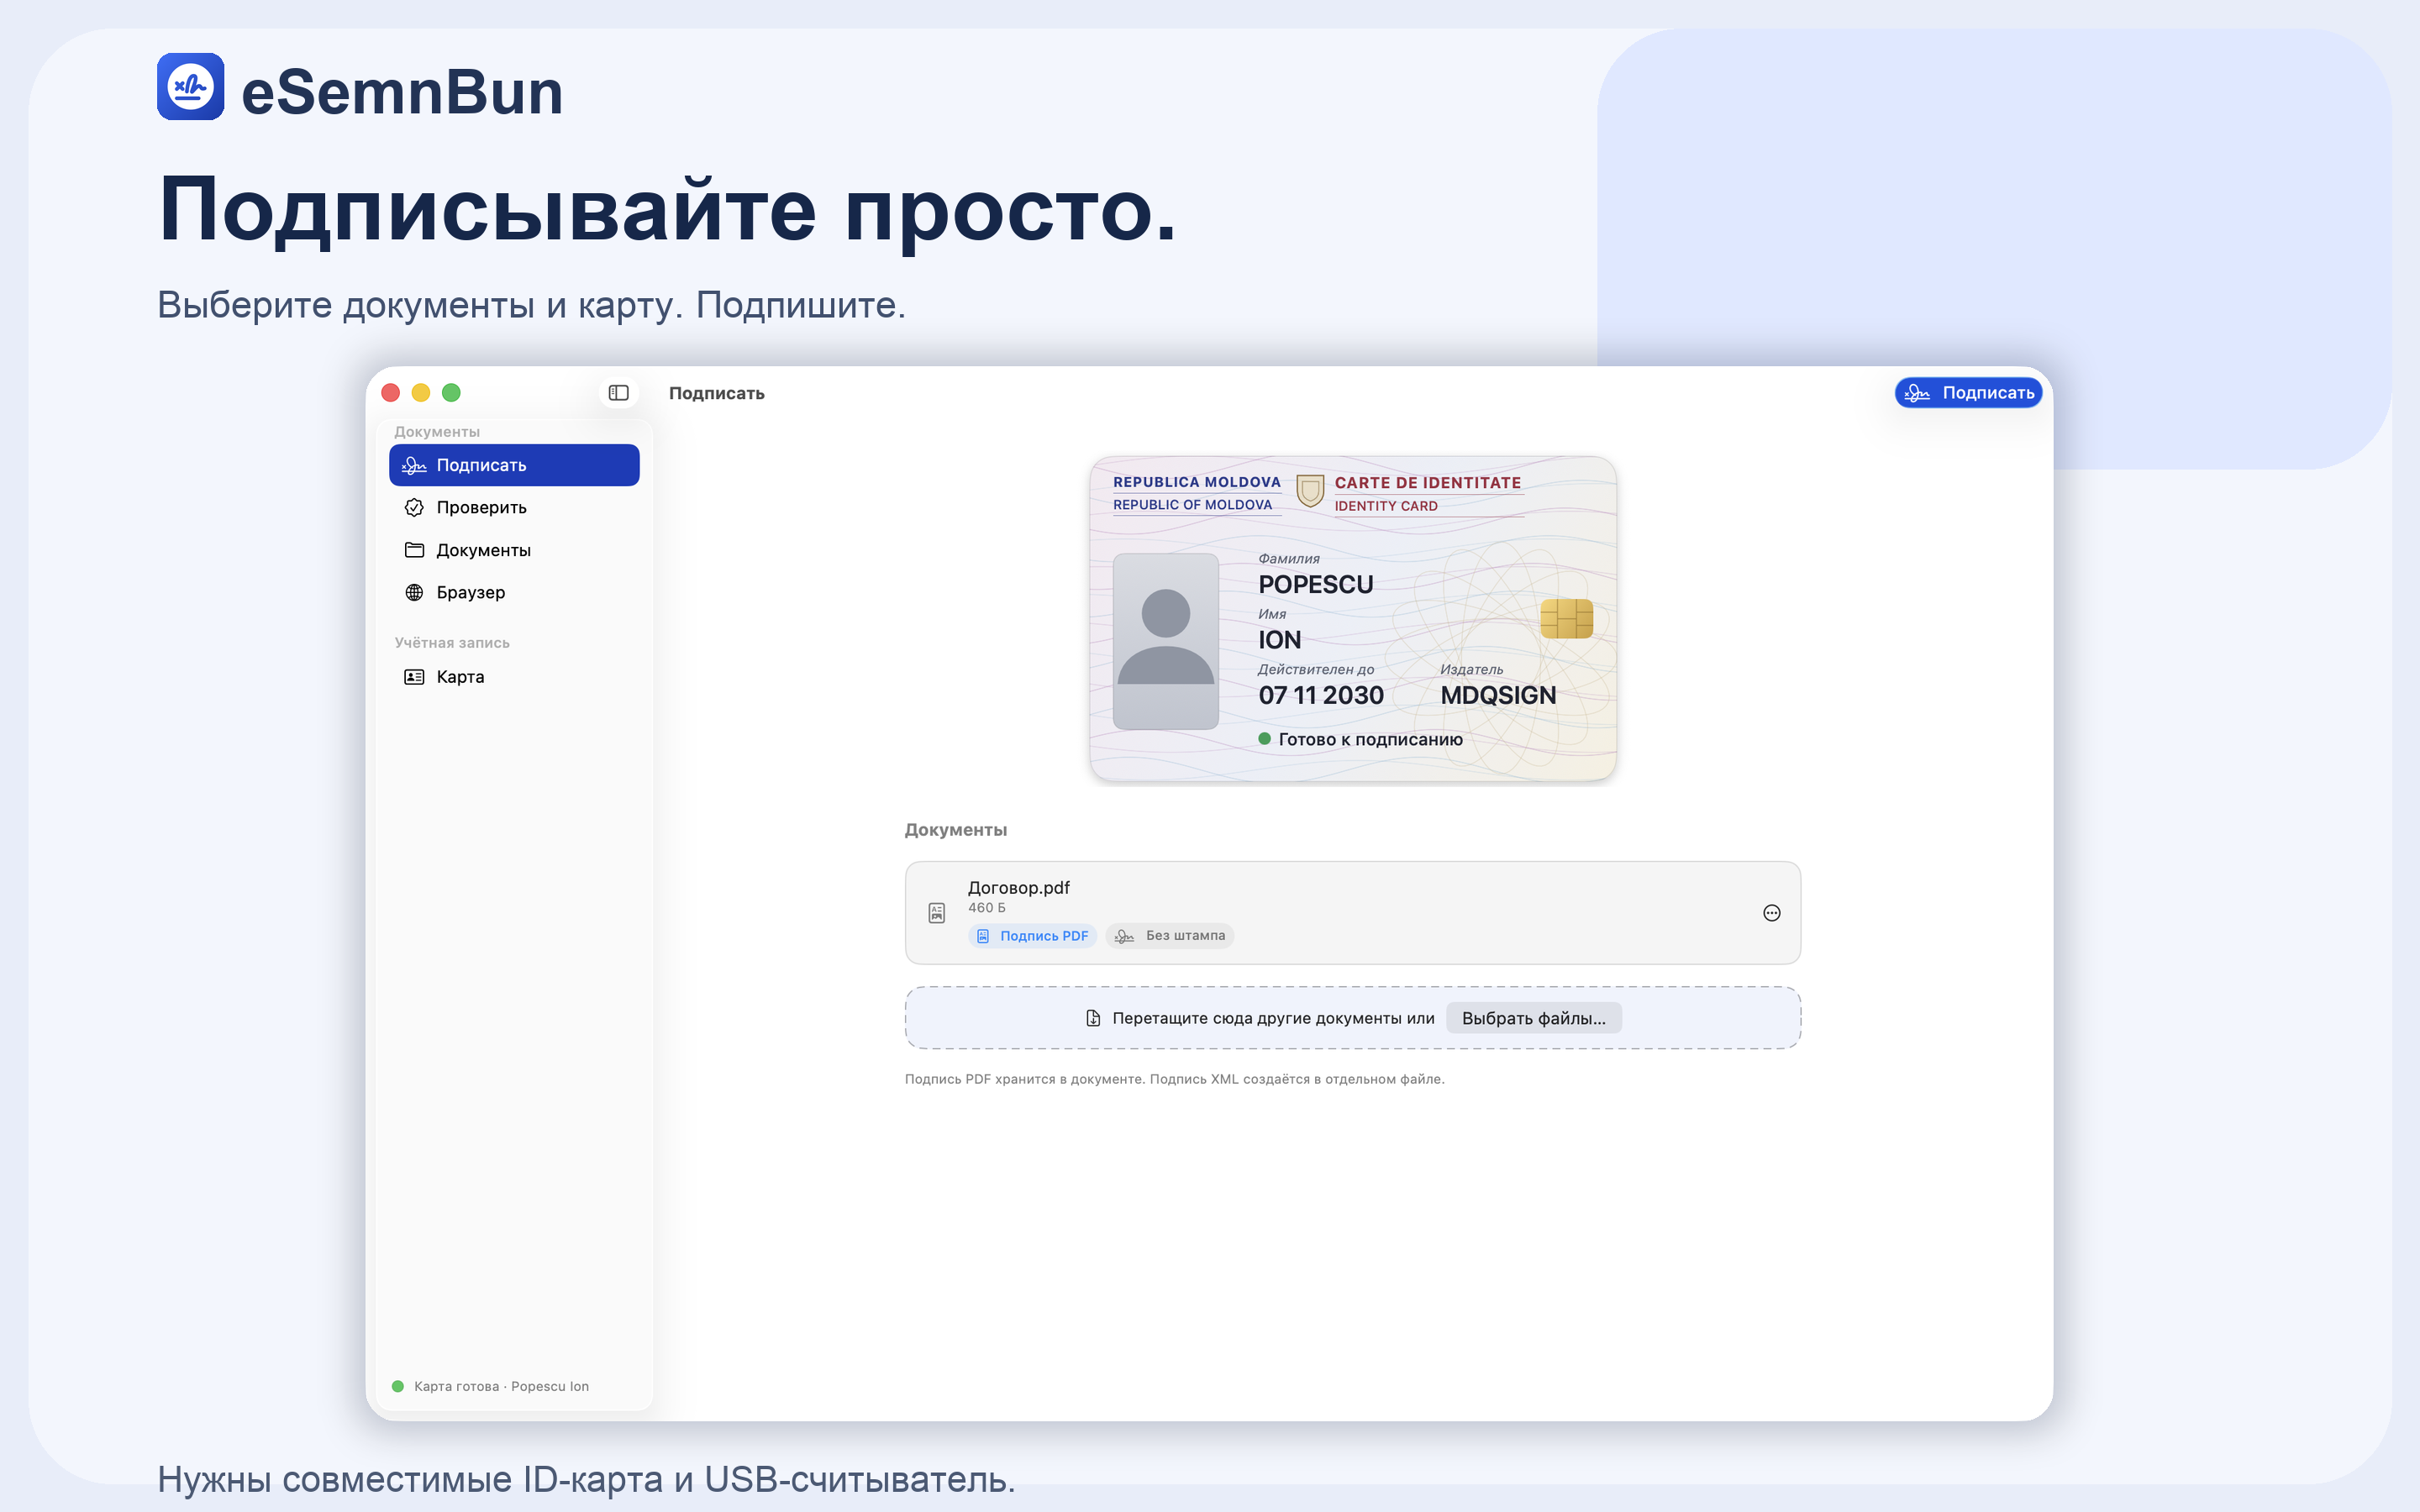 eSemnBun
Подписывайте просто.
Выберите документы и карту. Подпишите.
Подписать
Подписать
Документы
Подписать
Проверить
Документы
Браузер
Учётная запись
Карта
Карта готова · Popescu Ion
REPUBLICA MOLDOVA
REPUBLIC OF MOLDOVA
CARTE DE IDENTITATE
IDENTITY CARD
Фамилия
POPESCU
Имя
ION
Действителен до
07 11 2030
Издатель
MDQSIGN
Готово к подписанию
Документы
Договор.pdf
460 Б
Подпись PDF
Без штампа
Перетащите сюда другие документы или
Выбрать файлы...
Подпись PDF хранится в документе. Подпись XML создаётся в отдельном файле.
Нужны совместимые ID-карта и USB-считыватель.